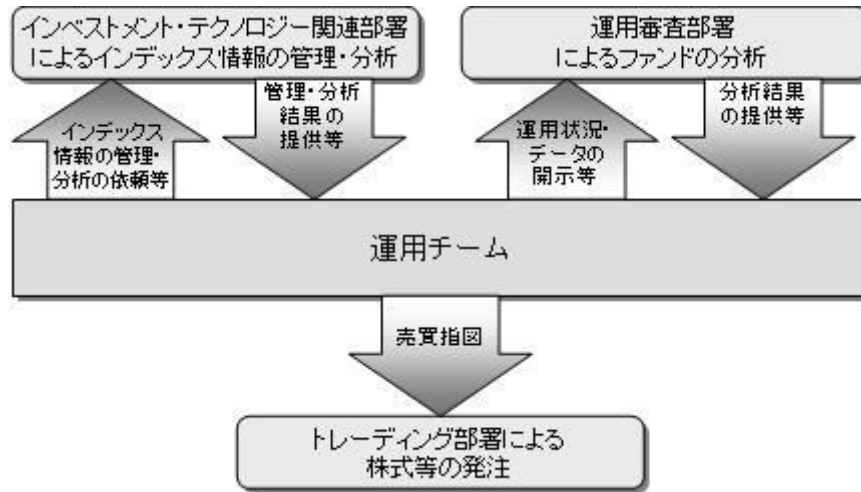 インベストメント・テクノロジー関連部署
によるインデックス情報の管理・分析
運用審査部署
によるファンドの分析
インデックス
情報の管理・
分析の依頼等
管理・分析
結果の
提供等
運用状況・
データの
開示等
分析結果
の提供等
運用チーム
売買指図
トレーディング部署による
株式等の発注